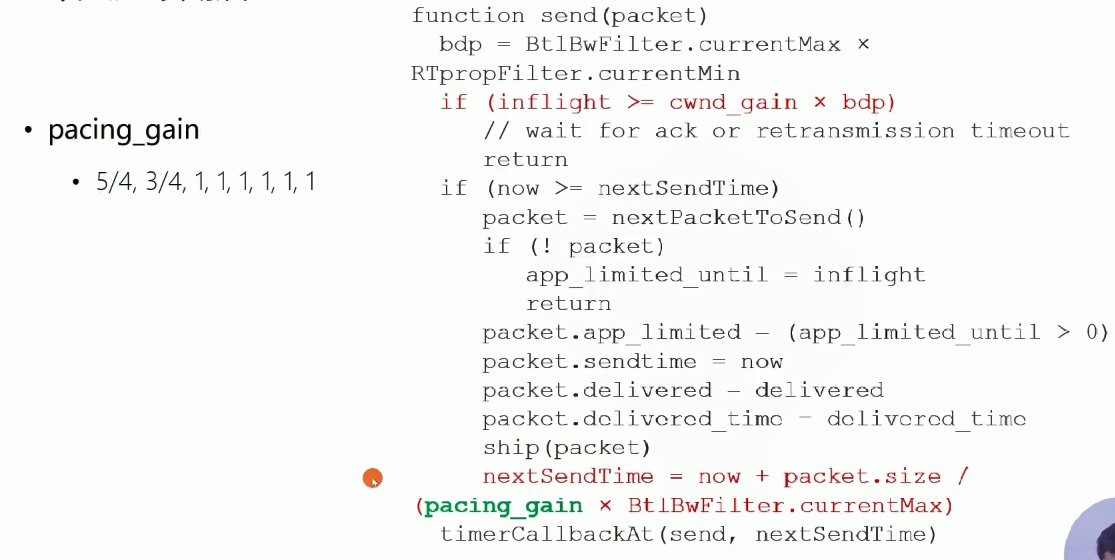 function send(packet)
bdp = BtlBwFilter.currentMax ×
RTpropFilter.currentMin
if (inflight >= cwnd_gain × bdp)
// wait for ack or retransmission timeout
return
if (now >= nextSendTime)
packet = nextPacketToSend()
if (! packet)
app_limited_until = inflight
return
packet.app_limited = (app_limited_until > 0)
packet.sendtime = now
packet.delivered = delivered
packet.delivered_time = delivered_time
ship(packet)
nextSendTime = now + packet.size /
(pacing_gain × BtlBwFilter.currentMax)
timerCallbackAt(send, nextSendTime)
• pacing_gain
• 5/4, 3/4, 1, 1, 1, 1, 1, 1